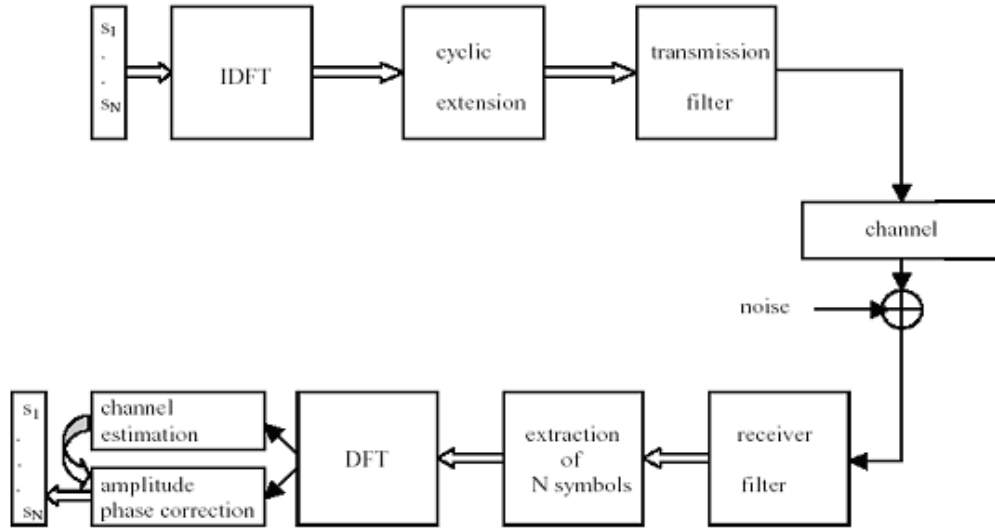 s1
.
.
sN
IDFT
cyclic
extension
transmission
filter
channel
noise
receiver
filter
extraction
of
N symbols
DFT
channel
estimation
amplitude
phase correction
s1
.
.
sN